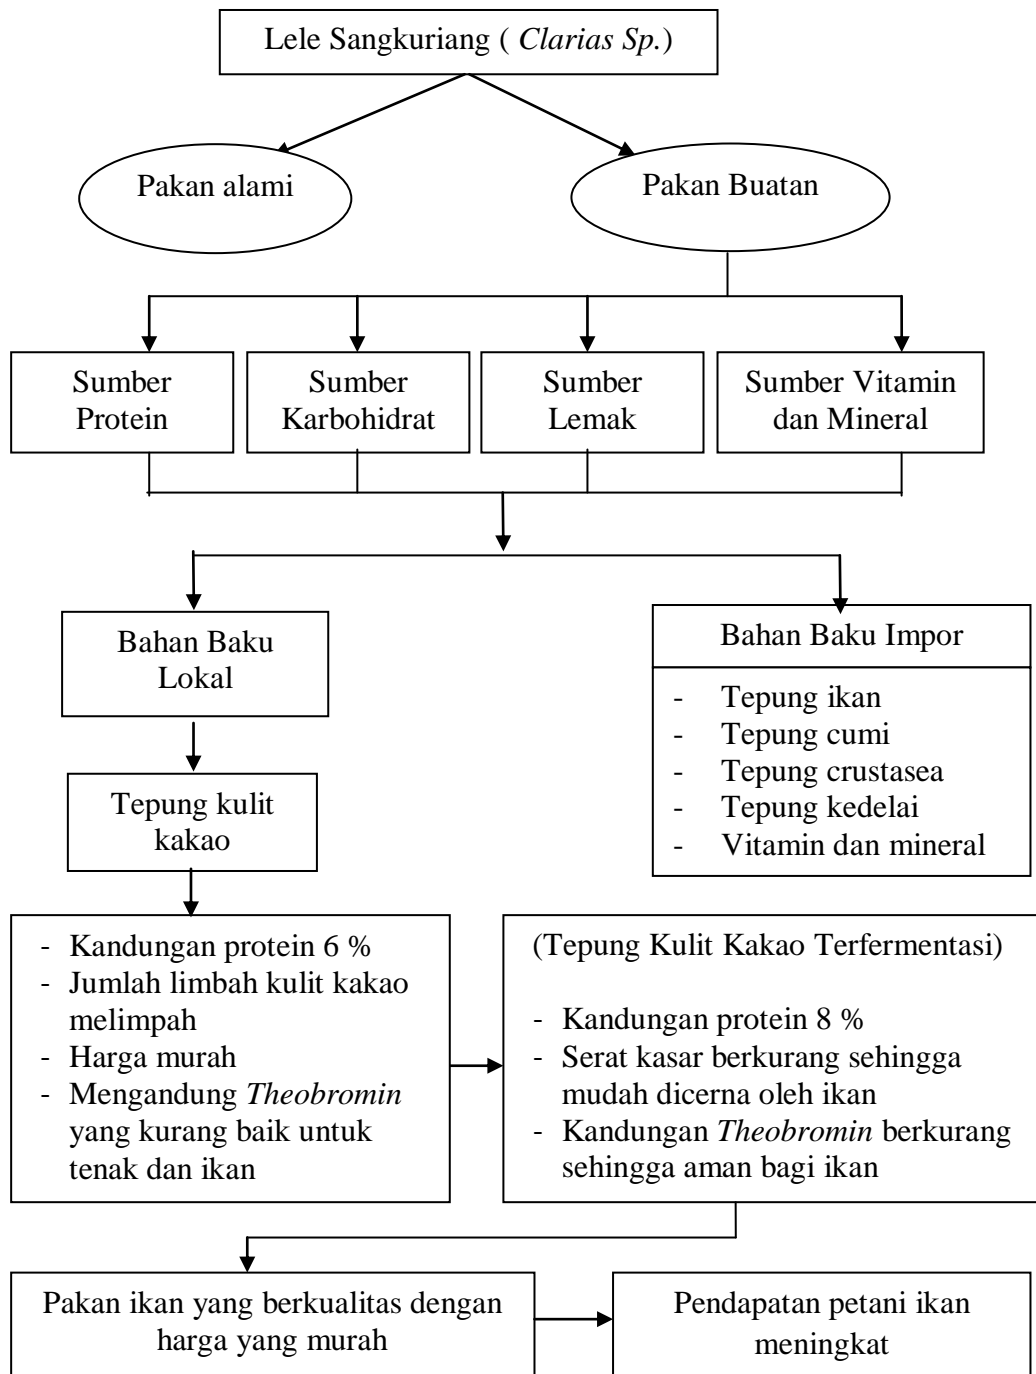 Lele Sangkuriang ( Clarias Sp.)
Pakan alami
Pakan Buatan
Sumber
Protein
Sumber
Karbohidrat
Sumber
Lemak
Sumber Vitamin
dan Mineral
Bahan Baku
Lokal
Bahan Baku Impor
- Tepung ikan
- Tepung cumi
- Tepung crustasea
- Tepung kedelai
- Vitamin dan mineral
Tepung kulit
kakao
- Kandungan protein 6 %
- Jumlah limbah kulit kakao
melimpah
- Harga murah
- Mengandung Theobromin
yang kurang baik untuk
tenak dan ikan
(Tepung Kulit Kakao Terfermentasi)
- Kandungan protein 8 %
- Serat kasar berkurang sehingga
mudah dicerna oleh ikan
- Kandungan Theobromin berkurang
sehingga aman bagi ikan
Pakan ikan yang berkualitas dengan
harga yang murah
Pendapatan petani ikan
meningkat